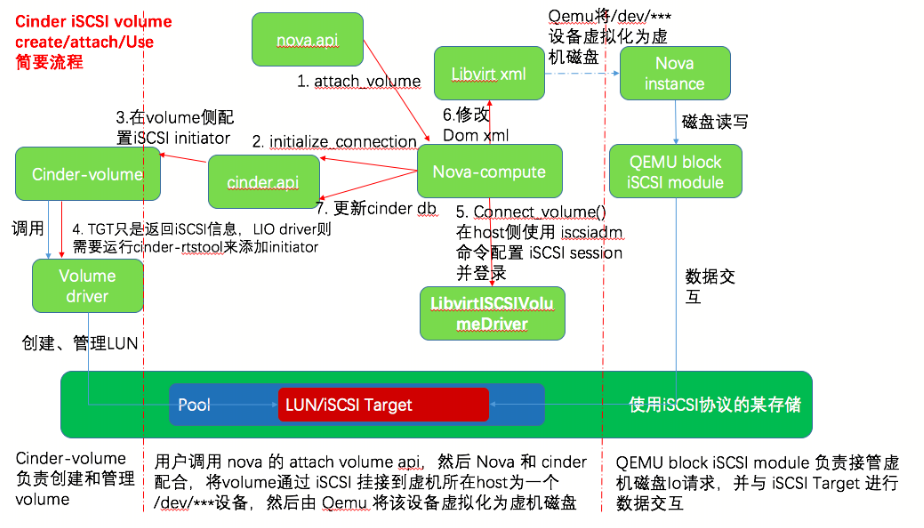 Cinder iSCSI volume
create/attach/Use
简要流程
nova.api
1. attach_volume
Libvirt xml
Qemu将/dev/***
设备虚拟化为虚
机磁盘
Nova
instance
磁盘读写
3.在volume侧配
置iSCSI initiator
2. initialize_connection
6.修改
Dom xml
Cinder-volume
cinder.api
Nova-compute
QEMU block
iSCSI module
7. 更新cinder db
调用
4. TGT只是返回iSCSI信息，LIO driver则
需要运行cinder-rtstool来添加initiator
5. Connect_volume()
在host侧使用 iscsiadm
命令配置 iSCSI session
并登录
数据交
互
Volume
driver
LibvirtISCSIVolu
meDriver
创建、管理LUN
Pool
LUN/iSCSI Target
使用iSCSI协议的某存储
Cinder-volume
负责创建和管理
volume
用户调用 nova 的 attach volume api，然后 Nova 和 cinder
配合，将volume通过 iSCSI 挂接到虚机所在host为一个
/dev/***设备，然后由 Qemu 将该设备虚拟化为虚机磁盘
QEMU block iSCSI module 负责接管虚
机磁盘Io请求，并与 iSCSI Target 进行
数据交互